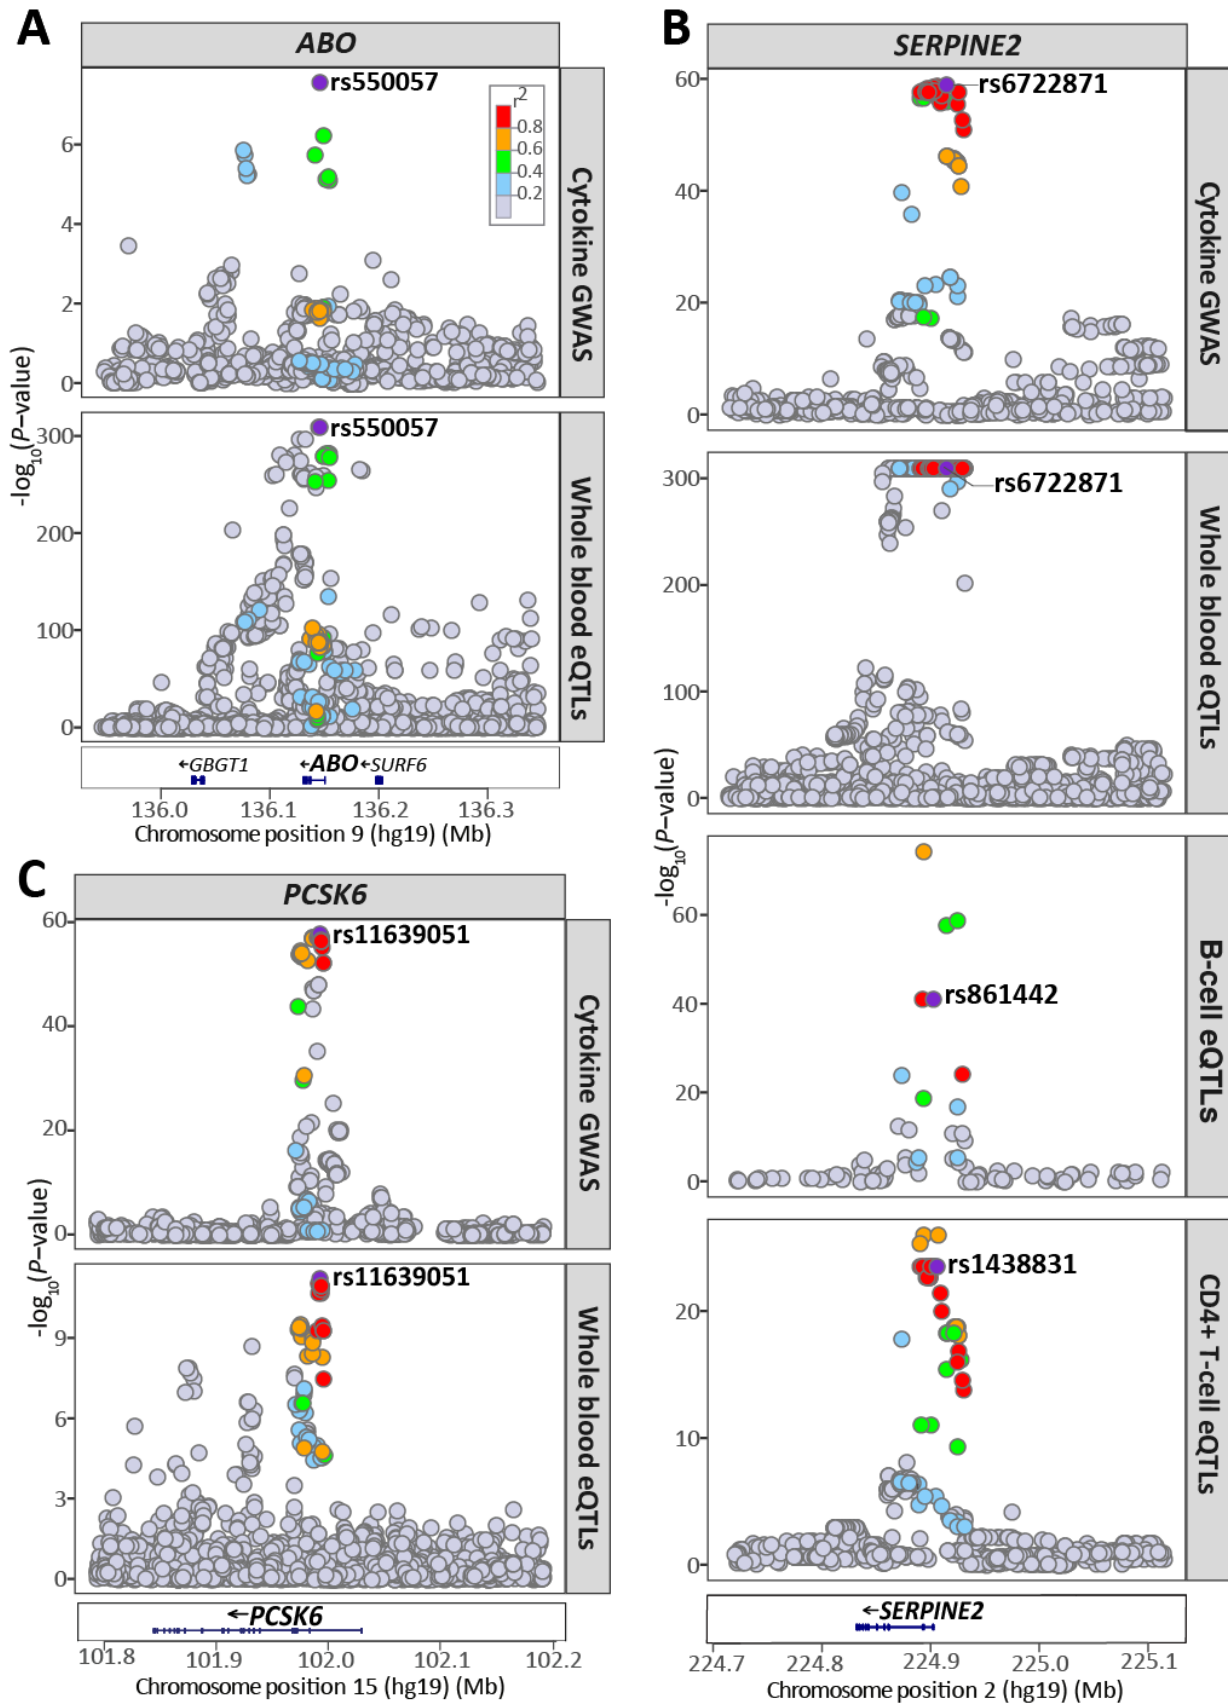 A
ABO
rs550057
r2
0.8
0.6
0.4
0.2
6
4
2
0
Cytokine GWAS
-log10(P−value)
rs550057
300
200
100
0
Whole blood eQTLs
←GBGT1
←ABO
←SURF6
136.0 136.1 136.2 136.3
Chromosome position 9 (hg19) (Mb)
B
SERPINE2
rs6722871
60
40
20
0
Cytokine GWAS
rs6722871
300
200
100
0
Whole blood eQTLs
-log10(P−value)
rs861442
60
40
20
0
B-cell eQTLs
rs1438831
20
10
0
CD4+ T-cell eQTLs
←SERPINE2
224.7 224.8 224.9 225.0 225.1
Chromosome position 2 (hg19) (Mb)
C
PCSK6
rs11639051
60
40
20
0
Cytokine GWAS
-log10(P−value)
rs11639051
9
6
3
0
Whole blood eQTLs
←PCSK6
101.8 101.9 102.0 102.1 102.2
Chromosome position 15 (hg19) (Mb)